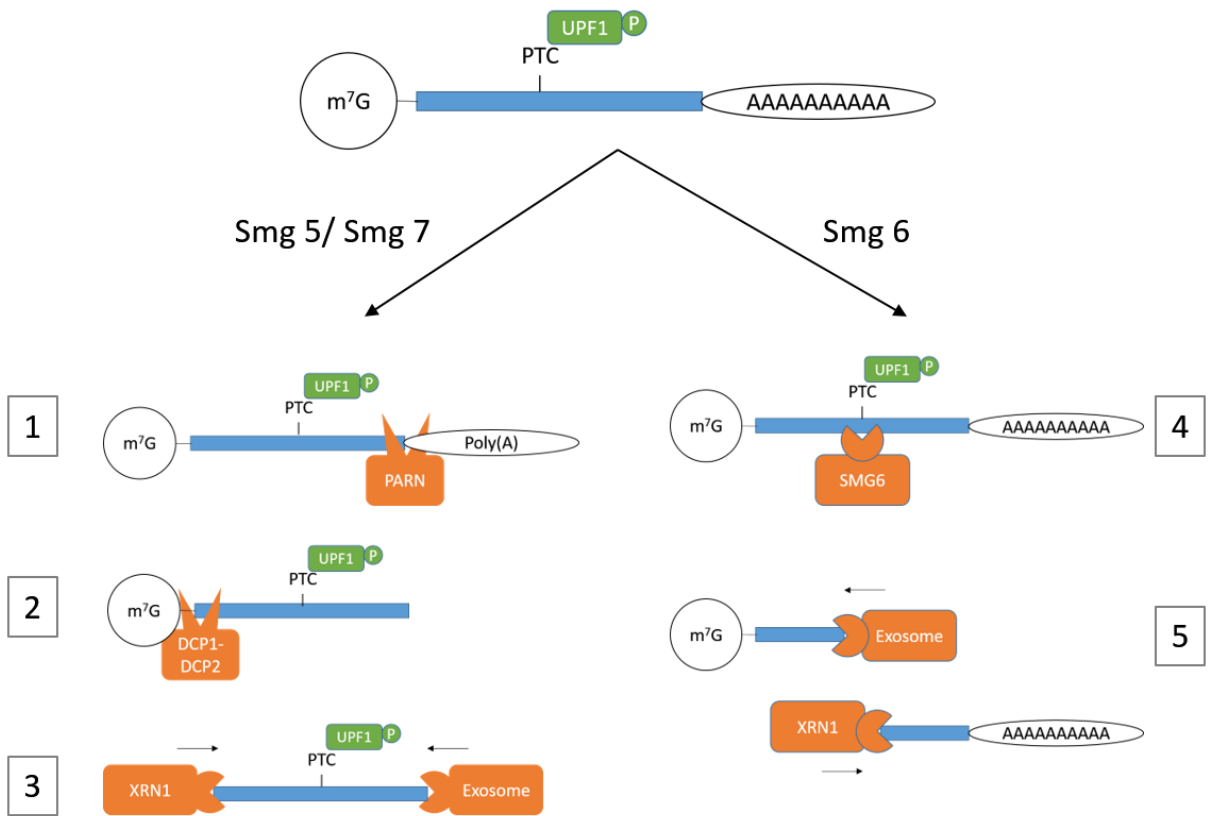 UPF1 P
PTC
m⁷G AAAAAAAAAA
Smg 5/ Smg 7
Smg 6
1
UPF1 P
PTC
m⁷G Poly(A)
PARN
2
UPF1 P
PTC
m⁷G
DCP1-
DCP2
3
UPF1 P
PTC
XRN1 Exosome
4
UPF1 P
PTC
m⁷G AAAAAAAAAA
SMG6
5
m⁷G Exosome
XRN1 AAAAAAAAAA